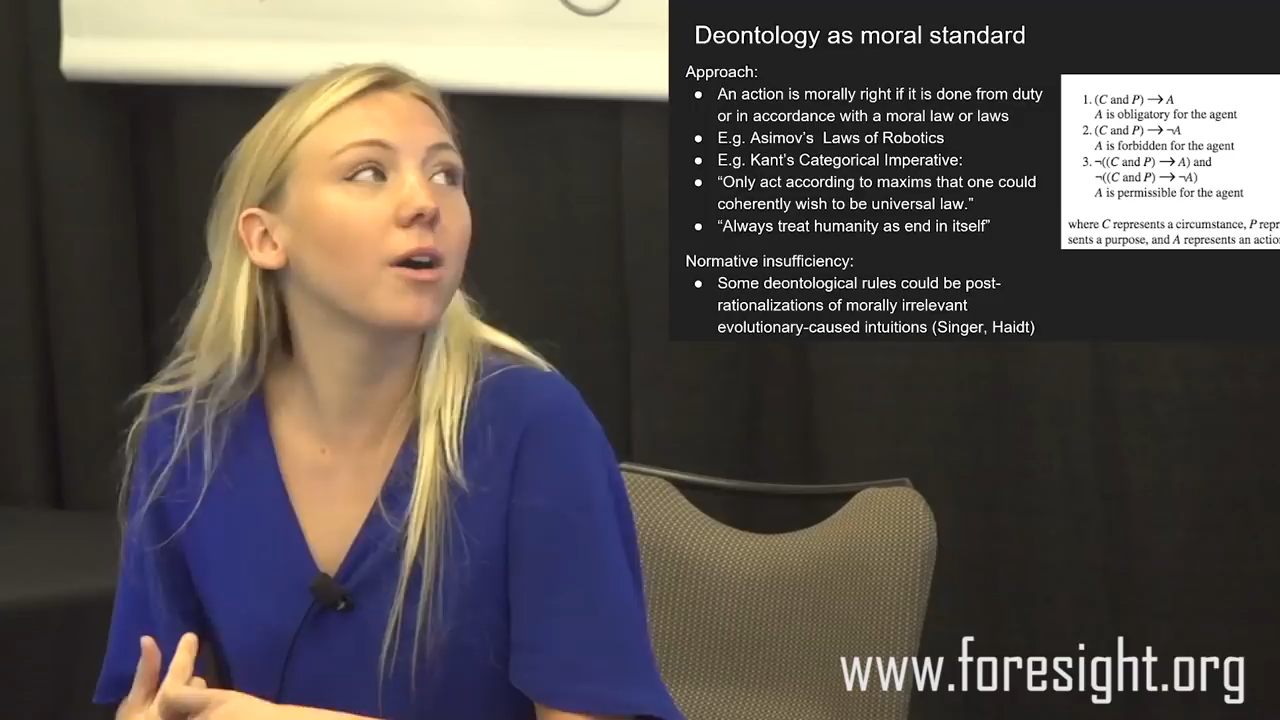 Deontology as moral standard
Approach:
● An action is morally right if it is done from duty
or in accordance with a moral law or laws
● E.g. Asimov’s Laws of Robotics
● E.g. Kant’s Categorical Imperative:
● “Only act according to maxims that one could
coherently wish to be universal law.”
● “Always treat humanity as end in itself”
Normative insufficiency:
● Some deontological rules could be post-
rationalizations of morally irrelevant
evolutionary-caused intuitions (Singer, Haidt)
1. (C and P) → A
A is obligatory for the agent
2. (C and P) → ¬A
A is forbidden for the agent
3. ¬((C and P) → A) and
¬((C and P) → ¬A)
A is permissible for the agent
where C represents a circumstance, P repr
sents a purpose, and A represents an actio
www.foresight.org